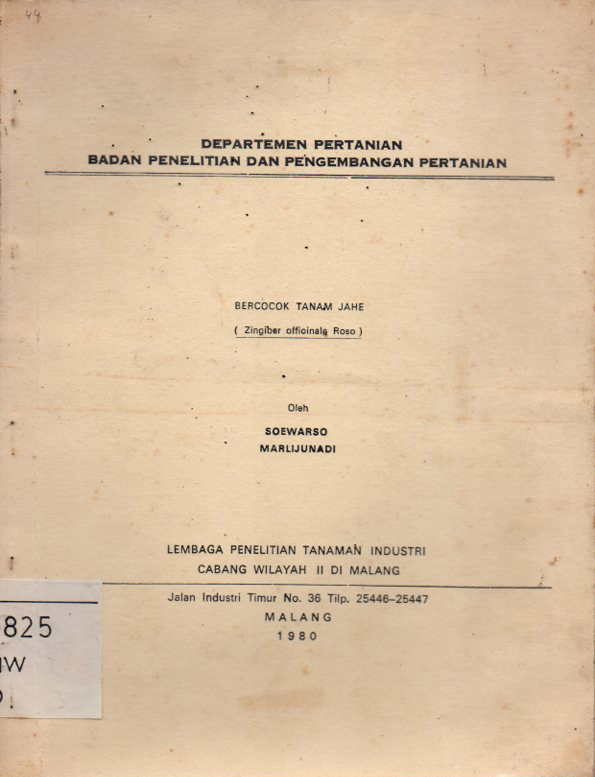 44
DEPARTEMEN PERTANIAN
BADAN PENELITIAN DAN PENGEMBANGAN PERTANIAN
BERCOCOK TANAM JAHE
( Zingiber officinale Roso )
Oleh
SOEWARSO
MARLIJUNADI
LEMBAGA PENELITIAN TANAMAN INDUSTRI
CABANG WILAYAH II DI MALANG
Jalan Industri Timur No. 36 Tilp. 25446–25447
MALANG
1980
825